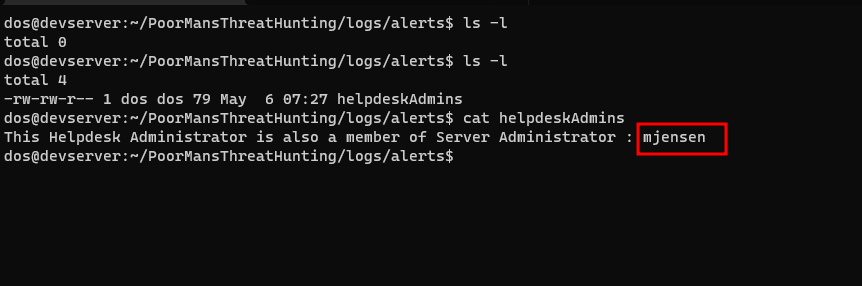 dos@devserver:~/PoorMansThreatHunting/logs/alerts$ ls -l
total 0
dos@devserver:~/PoorMansThreatHunting/logs/alerts$ ls -l
total 4
-rw-rw-r-- 1 dos dos 79 May  6 07:27 helpdeskAdmins
dos@devserver:~/PoorMansThreatHunting/logs/alerts$ cat helpdeskAdmins
This Helpdesk Administrator is also a member of Server Administrator : mjensen
dos@devserver:~/PoorMansThreatHunting/logs/alerts$